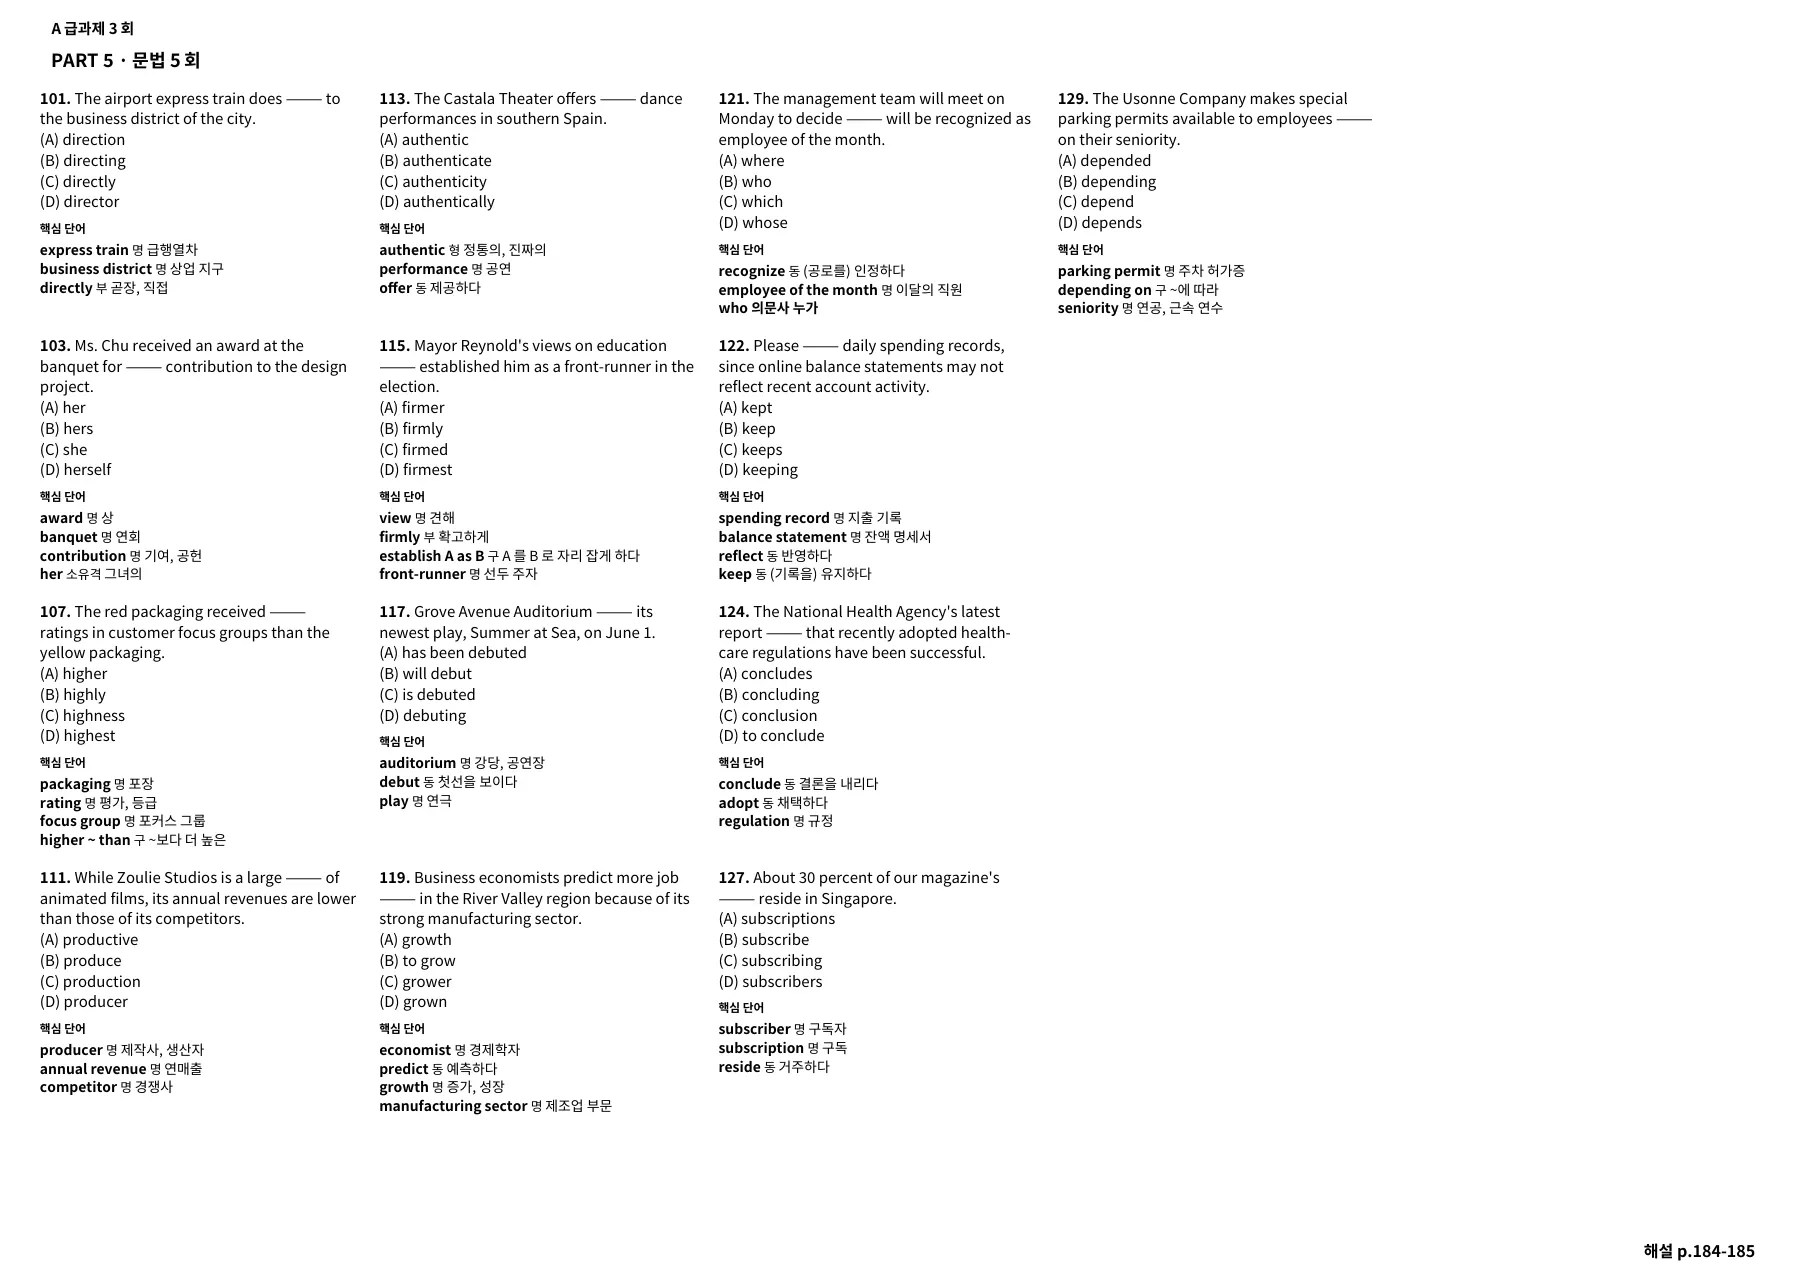 A 급과제 3 회
PART 5 · 문법 5 회
101. The airport express train does ——— to
the business district of the city.
(A) direction
(B) directing
(C) directly
(D) director
핵심 단어
express train 명 급행열차
business district 명 상업 지구
directly 부 곧장, 직접
103. Ms. Chu received an award at the
banquet for ——— contribution to the design
project.
(A) her
(B) hers
(C) she
(D) herself
핵심 단어
award 명 상
banquet 명 연회
contribution 명 기여, 공헌
her 소유격 그녀의
107. The red packaging received ———
ratings in customer focus groups than the
yellow packaging.
(A) higher
(B) highly
(C) highness
(D) highest
핵심 단어
packaging 명 포장
rating 명 평가, 등급
focus group 명 포커스 그룹
higher ~ than 구 ~보다 더 높은
111. While Zoulie Studios is a large ——— of
animated films, its annual revenues are lower
than those of its competitors.
(A) productive
(B) produce
(C) production
(D) producer
핵심 단어
producer 명 제작사, 생산자
annual revenue 명 연매출
competitor 명 경쟁사
113. The Castala Theater offers ——— dance
performances in southern Spain.
(A) authentic
(B) authenticate
(C) authenticity
(D) authentically
핵심 단어
authentic 형 정통의, 진짜의
performance 명 공연
offer 동 제공하다
115. Mayor Reynold's views on education
——— established him as a front-runner in the
election.
(A) firmer
(B) firmly
(C) firmed
(D) firmest
핵심 단어
view 명 견해
firmly 부 확고하게
establish A as B 구 A 를 B 로 자리 잡게 하다
front-runner 명 선두 주자
117. Grove Avenue Auditorium ——— its
newest play, Summer at Sea, on June 1.
(A) has been debuted
(B) will debut
(C) is debuted
(D) debuting
핵심 단어
auditorium 명 강당, 공연장
debut 동 첫선을 보이다
play 명 연극
119. Business economists predict more job
——— in the River Valley region because of its
strong manufacturing sector.
(A) growth
(B) to grow
(C) grower
(D) grown
핵심 단어
economist 명 경제학자
predict 동 예측하다
growth 명 증가, 성장
manufacturing sector 명 제조업 부문
121. The management team will meet on
Monday to decide ——— will be recognized as
employee of the month.
(A) where
(B) who
(C) which
(D) whose
핵심 단어
recognize 동 (공로를) 인정하다
employee of the month 명 이달의 직원
who 의문사 누가
122. Please ——— daily spending records,
since online balance statements may not
reflect recent account activity.
(A) kept
(B) keep
(C) keeps
(D) keeping
핵심 단어
spending record 명 지출 기록
balance statement 명 잔액 명세서
reflect 동 반영하다
keep 동 (기록을) 유지하다
124. The National Health Agency's latest
report ——— that recently adopted health-
care regulations have been successful.
(A) concludes
(B) concluding
(C) conclusion
(D) to conclude
핵심 단어
conclude 동 결론을 내리다
adopt 동 채택하다
regulation 명 규정
127. About 30 percent of our magazine's
——— reside in Singapore.
(A) subscriptions
(B) subscribe
(C) subscribing
(D) subscribers
핵심 단어
subscriber 명 구독자
subscription 명 구독
reside 동 거주하다
129. The Usonne Company makes special
parking permits available to employees ———
on their seniority.
(A) depended
(B) depending
(C) depend
(D) depends
핵심 단어
parking permit 명 주차 허가증
depending on 구 ~에 따라
seniority 명 연공, 근속 연수
해설 p.184-185